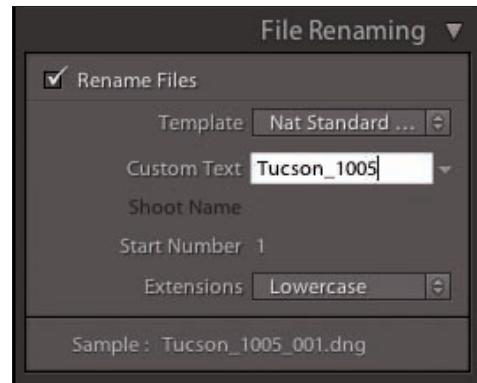 File Renaming
Rename Files
Template Nat Standard ...
Custom Text Tucson_1005
Shoot Name
Start Number 1
Extensions Lowercase
Sample : Tucson_1005_001.dng